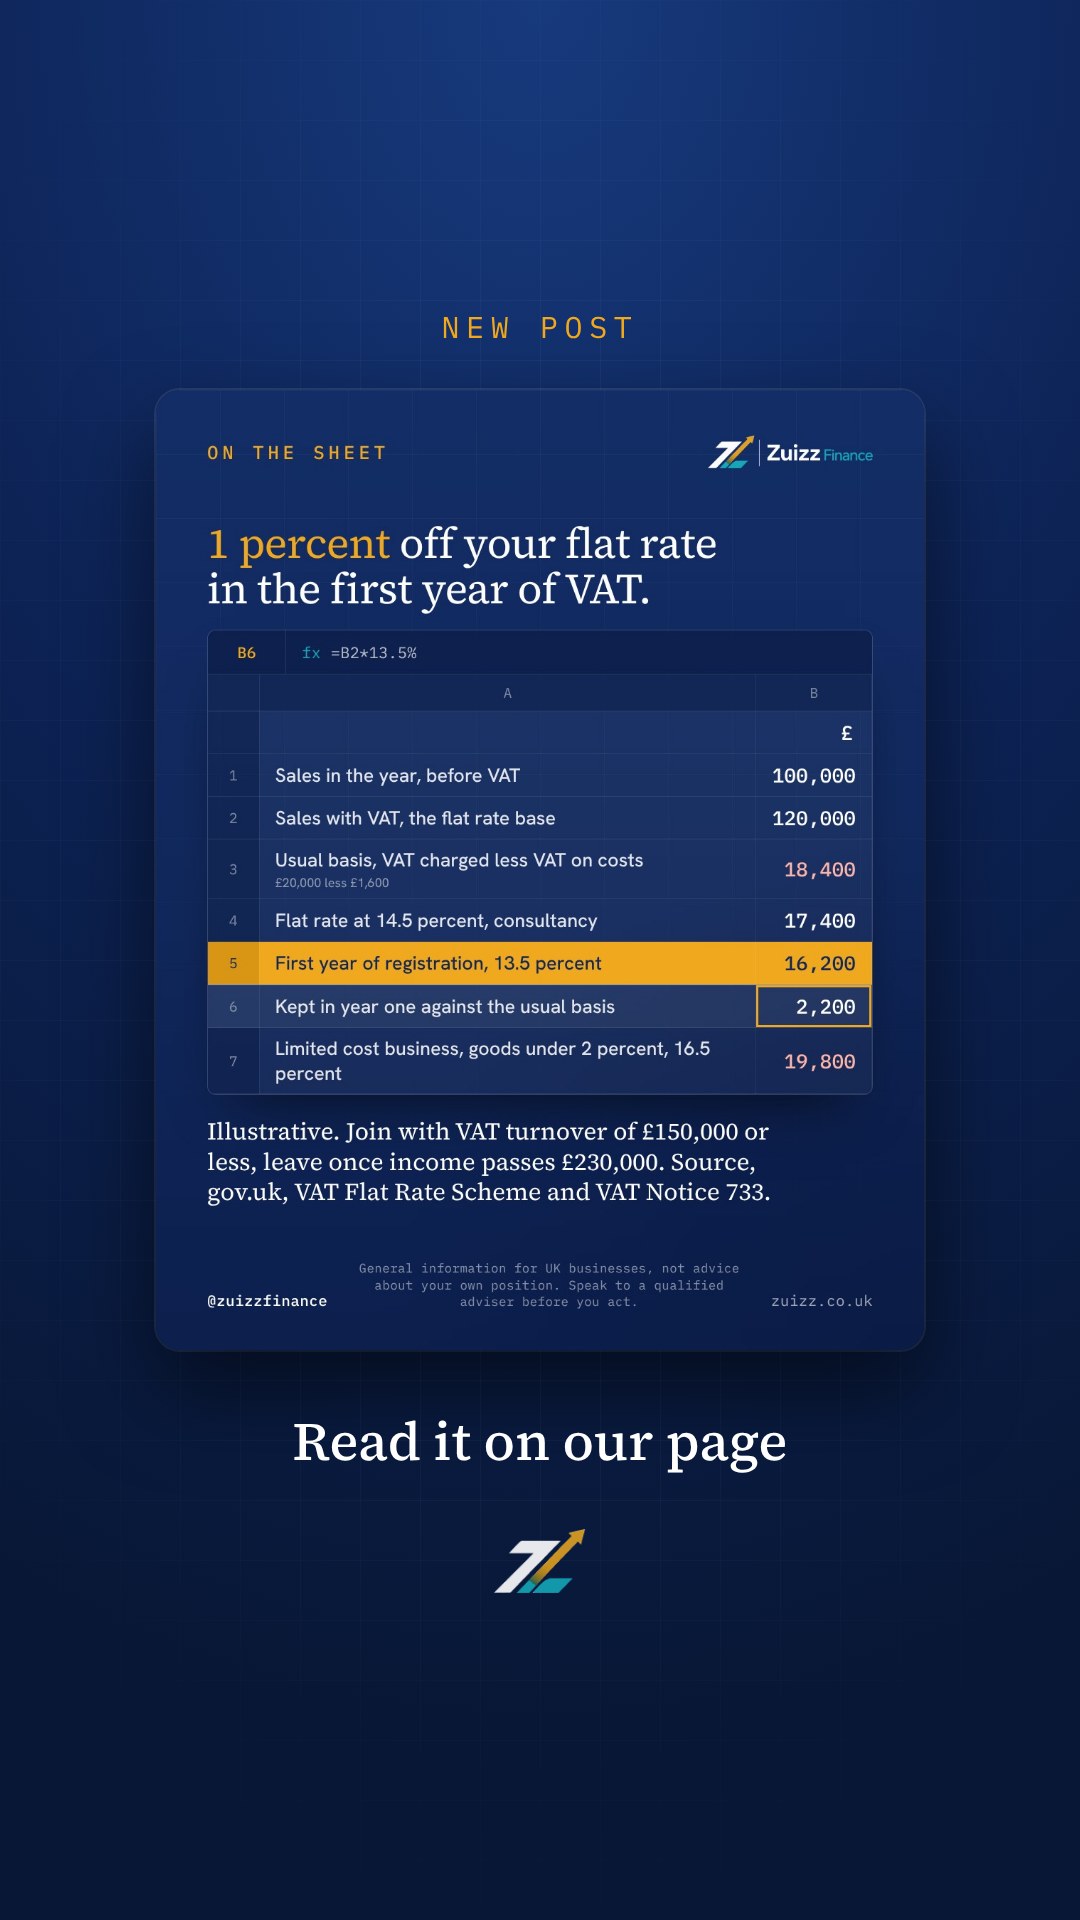 NEW POST
ON THE SHEET
Zuizz Finance
1 percent off your flat rate
in the first year of VAT.
B6 fx =B2*13.5%
A B
£
1 Sales in the year, before VAT 100,000
2 Sales with VAT, the flat rate base 120,000
3 Usual basis, VAT charged less VAT on costs 18,400
£20,000 less £1,600
4 Flat rate at 14.5 percent, consultancy 17,400
5 First year of registration, 13.5 percent 16,200
6 Kept in year one against the usual basis 2,200
7 Limited cost business, goods under 2 percent, 16.5 19,800
percent
Illustrative. Join with VAT turnover of £150,000 or
less, leave once income passes £230,000. Source,
gov.uk, VAT Flat Rate Scheme and VAT Notice 733.
General information for UK businesses, not advice
about your own position. Speak to a qualified
adviser before you act.
@zuizzfinance
zuizz.co.uk
Read it on our page